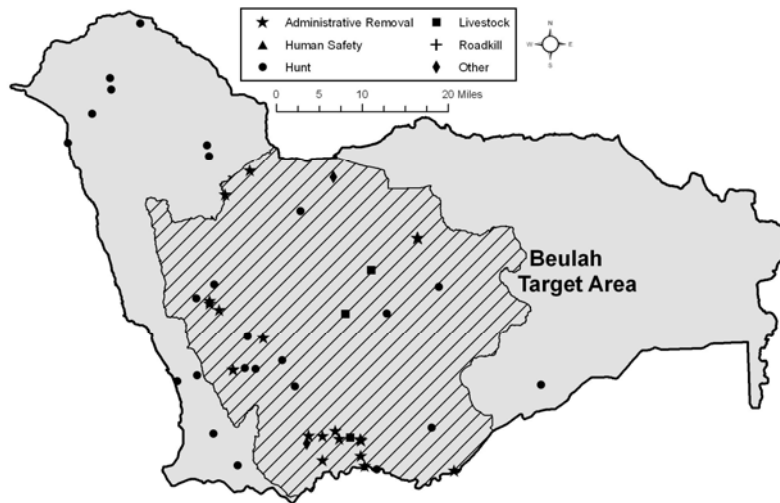 Administrative Removal
Livestock
Human Safety
Roadkill
Hunt
Other
N
W
E
S
0 5 10 20 Miles
Beulah
Target Area